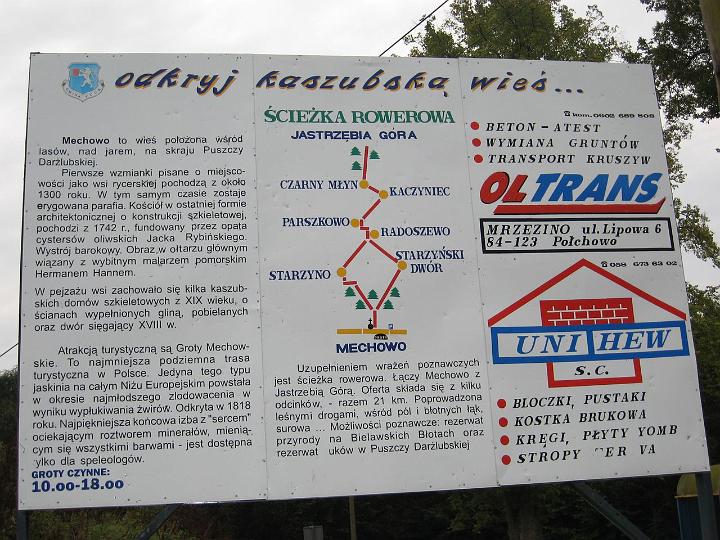 odkryj kaszubską wieś...
Mechowo to wieś położona wśród
lasów, nad jarem, na skraju Puszczy
Darżlubskiej.
Pierwsze wzmianki pisane o miejsco-
wości jako wsi rycerskiej pochodzą z około
1300 roku. W tym samym czasie zostaje
erygowana parafia. Kościół w ostatniej formie
architektonicznej o konstrukcji szkieletowej,
pochodzi z 1742 r., fundowany przez opata
cystersów oliwskich Jacka Rybińskiego.
Wystrój barokowy. Obraz w ołtarzu głównym
wiązany z wybitnym malarzem pomorskim
Hermanem Hannem.
W pejzażu wsi zachowało się kilka kaszub-
skich domów szkieletowych z XIX wieku, o
ścianach wypełnionych gliną, pobielanych
oraz dwór sięgający XVIII w.
Atrakcją turystyczną są Groty Mechow-
skie. To najmniejsza podziemna trasa
turystyczna w Polsce. Jedyna tego typu
jaskinia na całym Niżu Europejskim powstała
w okresie najmłodszego zlodowacenia w
wyniku wypłukiwania żwirów. Odkryta w 1818
roku. Najpiękniejsza końcowa izba z "sercem"
ociekającym roztworem minerałów, mienią-
cym się wszystkimi barwami - jest dostępna
tylko dla speleologów.
GROTY CZYNNE:
10.00-18.00
ŚCIEŻKA ROWEROWA
JASTRZĘBIA GÓRA
CZARNY MŁYN
KACZYNIEC
PARSZKOWO
RADOSZEWO
STARZYŃSKI
DWÓR
STARZYNO
MECHOWO
Uzupełnieniem wrażeń poznawczych
jest ścieżka rowerowa. Łączy Mechowo z
Jastrzębią Górą. Oferta składa się z kilku
odcinków, - razem 21 km. Poprowadzona
leśnymi drogami, wśród pól i błotnych łąk,
surowa ... Możliwości poznawcze: rezerwat
przyrody na Bielawskich Błotach oraz
rezerwat uków w Puszczy Darżlubskiej
kom. 0602 689 808
BETON - ATEST
WYMIANA GRUNTÓW
TRANSPORT KRUSZYW
OLTRANS
MRZEZINO ul. Lipowa 6
84-123 Połchowo
058 673 63 02
UNI HEW
S.C.
BLOCZKI, PUSTAKI
KOSTKA BRUKOWA
KRĘGI, PŁYTY YOMB
STROPY